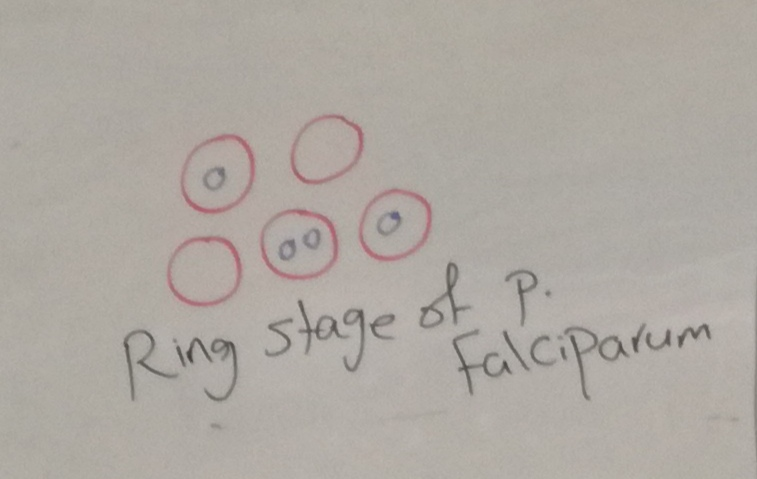 Ring stage of P.
Falciparum